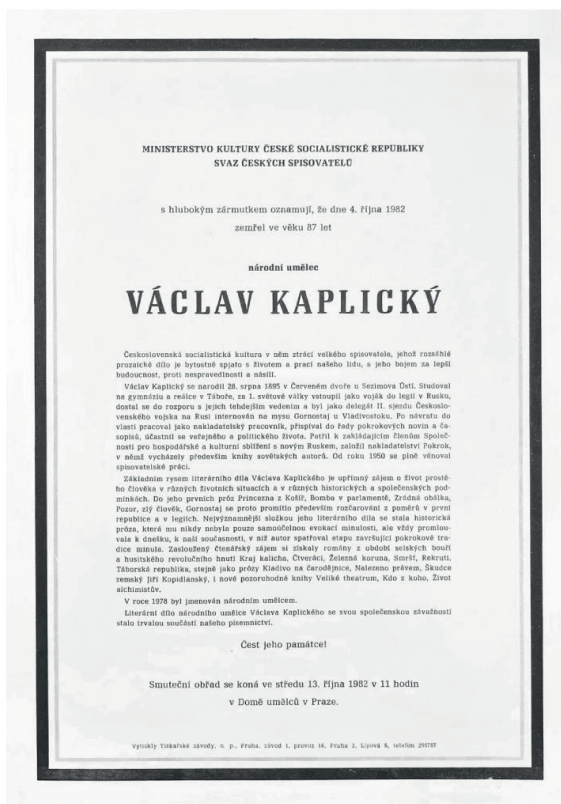 MINISTERSTVO KULTURY ČESKÉ SOCIALISTICKÉ REPUBLIKY
SVAZ ČESKÝCH SPISOVATELŮ
s hlubokým zármutkem oznamují, že dne 4. října 1982
zemřel ve věku 87 let
národní umělec
VÁCLAV KAPLICKÝ
Československá socialistická kultura v něm ztrácí velkého spisovatele, jehož rozsáhlé
prozaické dílo je bytostně spjato s životem a prací našeho lidu, s jeho bojem za lepší
budoucnost, proti nespravedlnosti a násilí.
Václav Kaplický se narodil 28. srpna 1895 v Červeném dvoře u Sezimova Ústí. Studoval
na gymnáziu a reálce v Táboře, za 1. světové války vstoupil jako voják do legií v Rusku,
dostal se do rozporu s jejich tehdejším vedením a byl jako delegát II. sjezdu Českoslo-
venského vojska na Rusi internován na mysu Gornostaj u Vladivostoku. Po návratu do
vlasti pracoval jako nakladatelský pracovník, přispíval do řady pokrokových novin a ča-
sopisů, účastnil se veřejného a politického života. Patřil k zakládajícím členům Společ-
nosti pro hospodářské a kulturní sblížení s novým Ruskem, založil nakladatelství Pokrok,
v němž vycházely především knihy sovětských autorů. Od roku 1950 se plně věnoval
spisovatelské práci.
Základním rysem literárního díla Václava Kaplického je upřímný zájem o život prosté-
ho člověka v různých životních situacích a v různých historických a společenských pod-
mínkách. Do jeho prvních próz Princezna z Košíř, Bomba v parlamentě, Zrádná obálka,
Pozor, zlý člověk, Gornostaj se proto promítlo především rozčarování z poměrů v první
republice a v legiích. Nejvýznamnější složkou jeho literárního díla se stala historická
próza, která mu nikdy nebyla pouze samoúčelnou evokací minulosti, ale vždy promlou-
vala k dnešku, k naší současnosti, v níž autor spatřoval etapu završující pokrokové tra-
dice minula. Zasloužený čtenářský zájem si získaly romány z období selských bouří
a husitského revolučního hnutí Kraj kalicha, Čtveráci, Železná koruna, Smršť, Rekruti,
Táborská republika, stejně jako prózy Kladivo na čarodějnice, Nalezeno právem, Škůdce
zemský Jiří Kopidlanský, i nové pozoruhodné knihy Veliké theatrum, Kdo z koho, Život
alchimistův.
V roce 1978 byl jmenován národním umělcem.
Literární dílo národního umělce Václava Kaplického se svou společenskou závažností
stalo trvalou součástí našeho písemnictví.
Čest jeho památce!
Smuteční obřad se koná ve středu 13. října 1982 v 11 hodin
v Domě umělců v Praze.
Vytiskly Tiskařské závody, n. p., Praha, závod 1, provoz 16, Praha 2, Lípová 6, telefon 294787